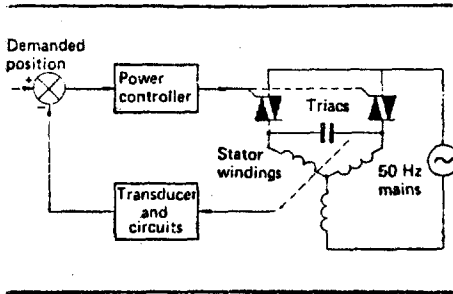 Demanded
position
+
−
Power
controller
Triacs
Stator
windings
50 Hz
mains
Transducer
and
circuits